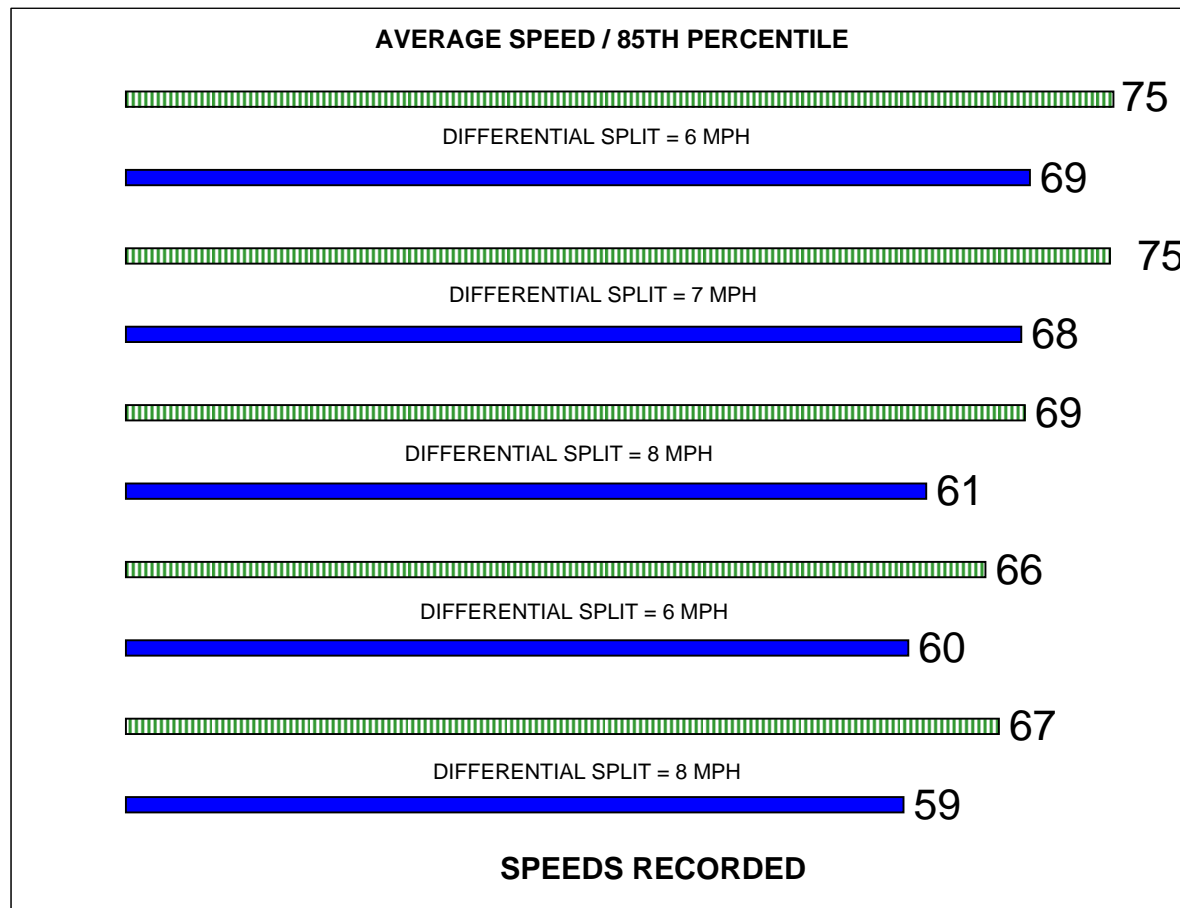 AVERAGE SPEED / 85TH PERCENTILE
75
DIFFERENTIAL SPLIT = 6 MPH
69
75
DIFFERENTIAL SPLIT = 7 MPH
68
69
DIFFERENTIAL SPLIT = 8 MPH
61
66
DIFFERENTIAL SPLIT = 6 MPH
60
67
DIFFERENTIAL SPLIT = 8 MPH
59
SPEEDS RECORDED